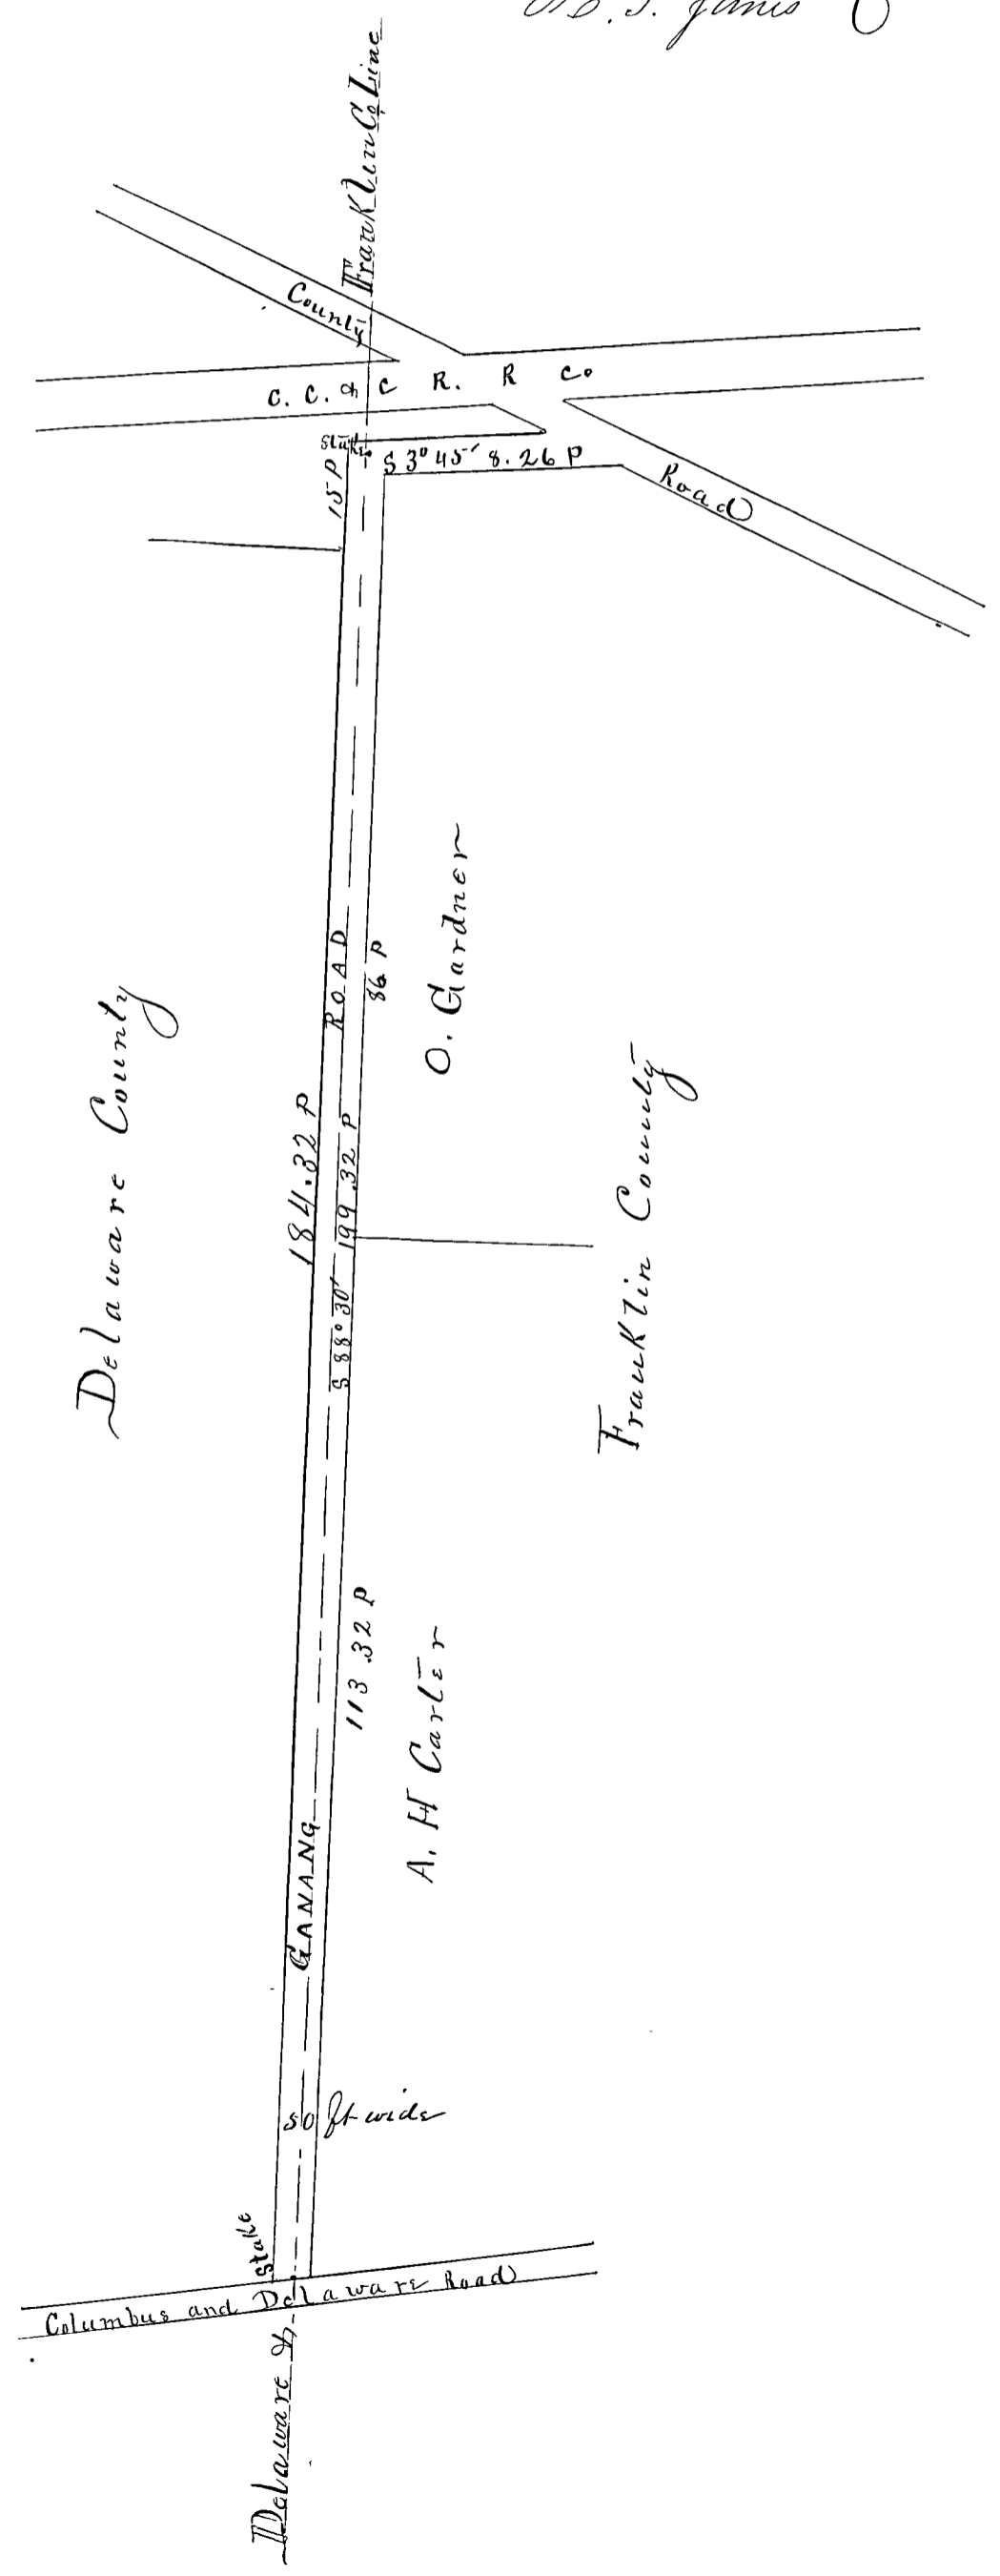 Franklin Co Line
County
C. C. & C R. R Co
Stake
S 3° 45' 8.26 P
15 P
Road
Delaware County
184.32 P
ROAD
86 P
O. Gardner
S 88° 30' 199.32 P
Franklin County
113.32 P
A. H Carter
GANANG
50 ft wide
Stake
Columbus and Delaware Road
Delaware &